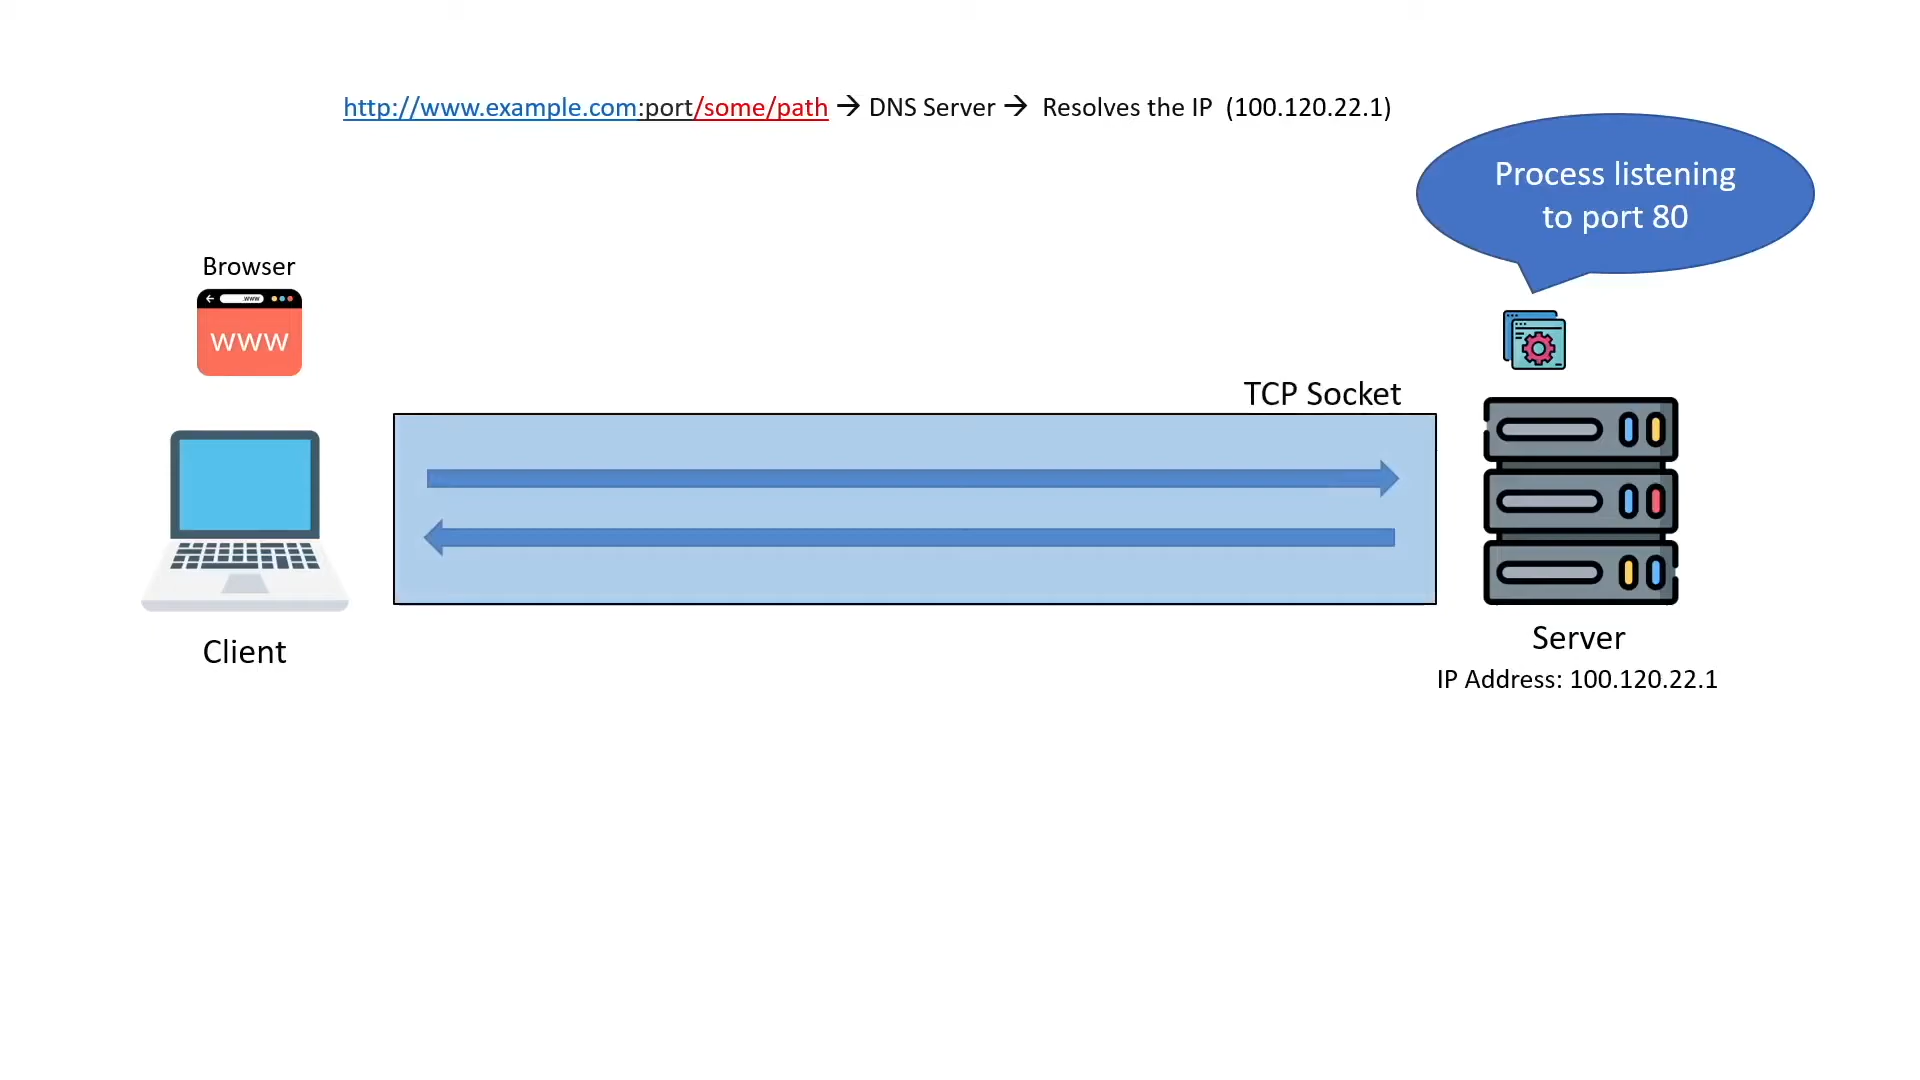 http://www.example.com:port/some/path → DNS Server → Resolves the IP (100.120.22.1)
Process listening
to port 80
Browser
.www
www
TCP Socket
Client
Server
IP Address: 100.120.22.1